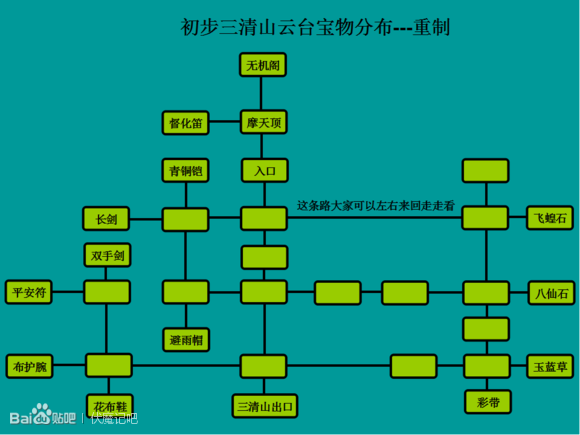 初步三清山云台宝物分布---重制
无机阁
督化笛
摩天顶
青铜铠
入口
这条路大家可以左右来回走走看
长剑
飞蝗石
双手剑
平安符
八仙石
避雨帽
布护腕
玉蓝草
花布鞋
三清山出口
彩带
Bai贴吧 | 伏魔记吧